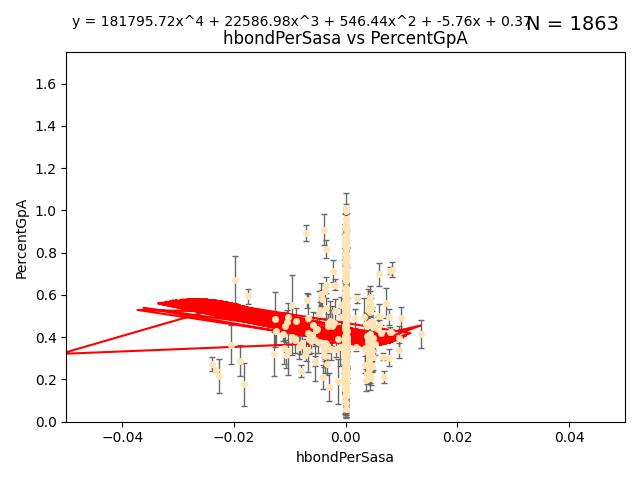 y = 181795.72x^4 + 22586.98x^3 + 546.44x^2 + -5.76x + 0.37
N = 1863
hbondPerSasa vs PercentGpA
1.6
1.4
1.2
1.0
0.8
0.6
0.4
0.2
0.0
PercentGpA
−0.04
−0.02
0.00
0.02
0.04
hbondPerSasa